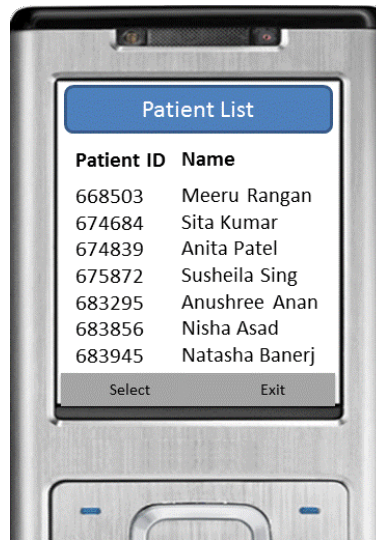 Patient List
Patient ID Name
668503 Meeru Rangan
674684 Sita Kumar
674839 Anita Patel
675872 Susheila Sing
683295 Anushree Anan
683856 Nisha Asad
683945 Natasha Banerj
Select Exit